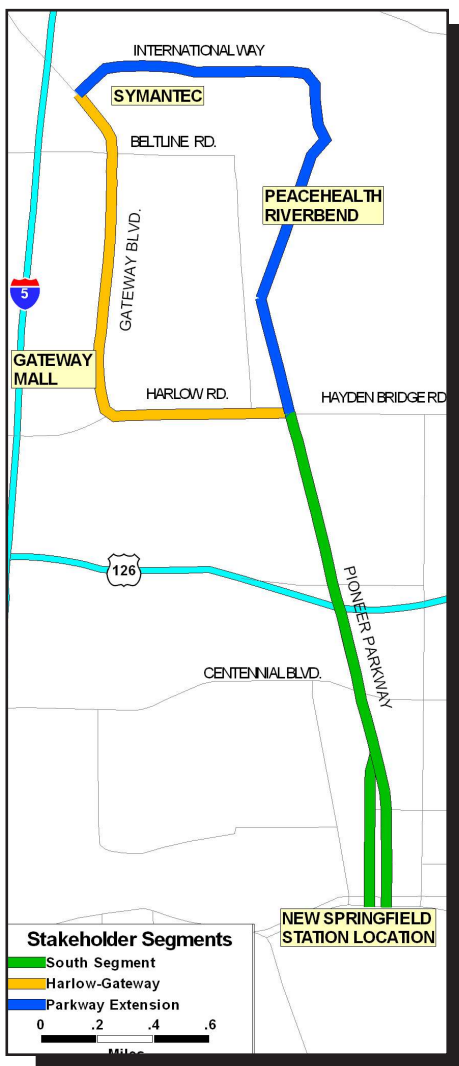 INTERNATIONAL WAY
SYMANTEC
BELTLINE RD.
PEACEHEALTH
RIVERBEND
GATEWAY BLVD.
5
GATEWAY
MALL
HARLOW RD.
HAYDEN BRIDGE RD
126
PIONEER PARKWAY
CENTENNIAL BLVD.
NEW SPRINGFIELD
STATION LOCATION
Stakeholder Segments
South Segment
Harlow-Gateway
Parkway Extension
0 .2 .4 .6
Miles